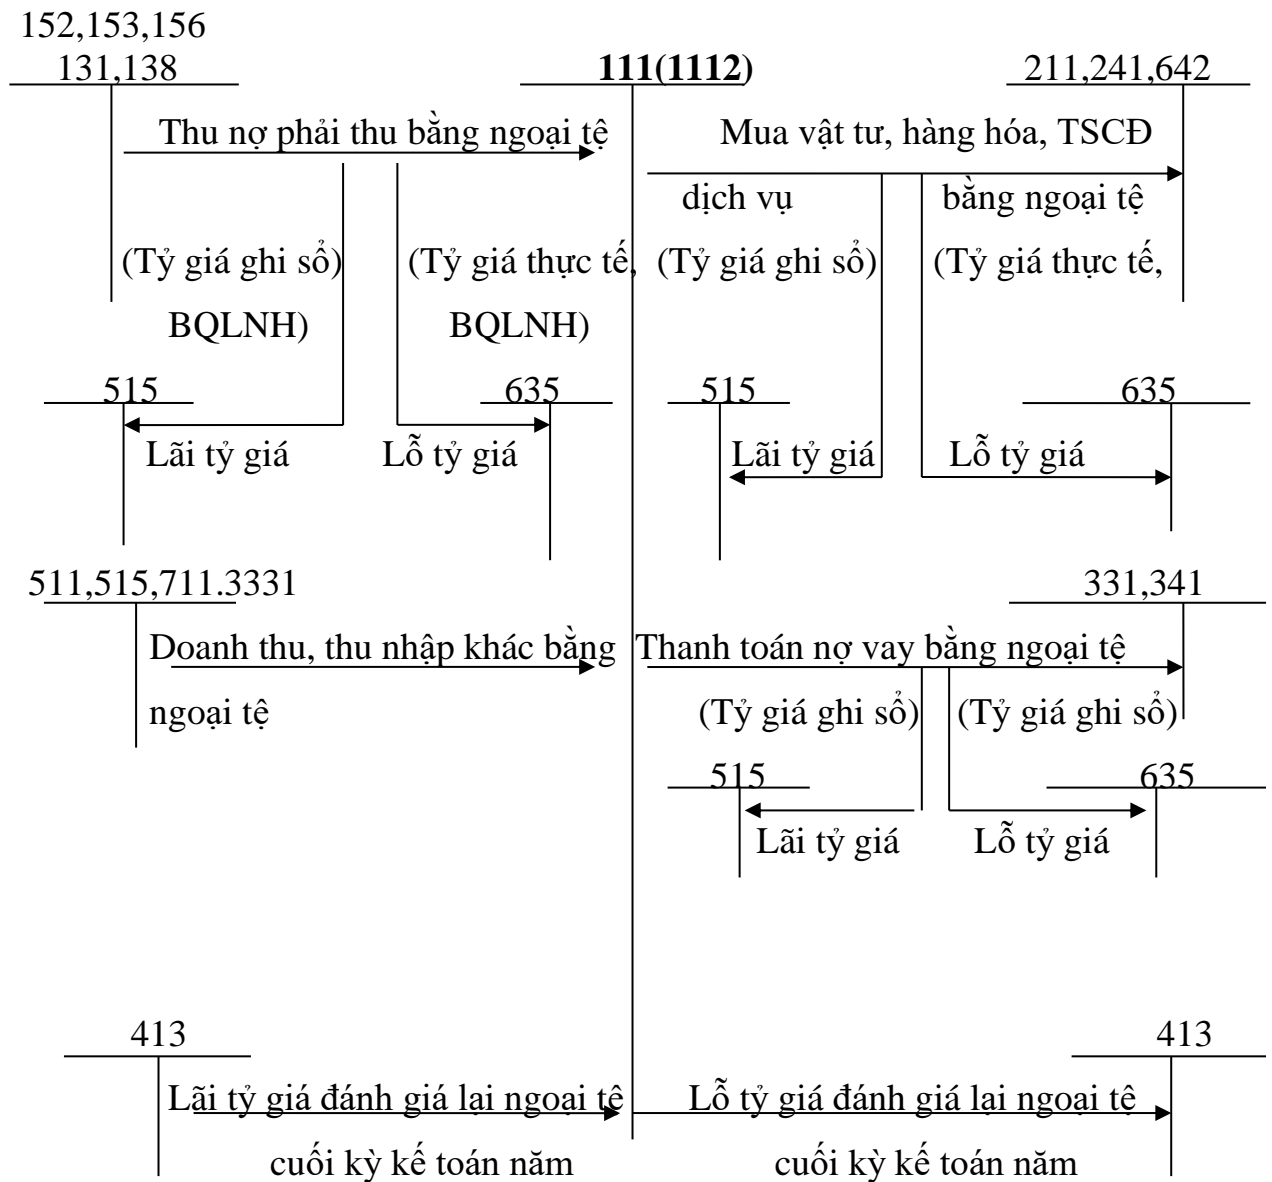 152,153,156
131,138
111(1112)
211,241,642
Thu nợ phải thu bằng ngoại tệ
Mua vật tư, hàng hóa, TSCĐ
dịch vụ
bằng ngoại tệ
(Tỷ giá ghi sổ)
(Tỷ giá thực tế,
(Tỷ giá ghi sổ)
(Tỷ giá thực tế,
BQLNH)
BQLNH)
515
635
515
635
Lãi tỷ giá
Lỗ tỷ giá
Lãi tỷ giá
Lỗ tỷ giá
511,515,711.3331
331,341
Doanh thu, thu nhập khác bằng
Thanh toán nợ vay bằng ngoại tệ
ngoại tệ
(Tỷ giá ghi sổ)
(Tỷ giá ghi sổ)
515
635
Lãi tỷ giá
Lỗ tỷ giá
413
413
Lãi tỷ giá đánh giá lại ngoại tê
Lỗ tỷ giá đánh giá lại ngoại tê
cuối kỳ kế toán năm
cuối kỳ kế toán năm